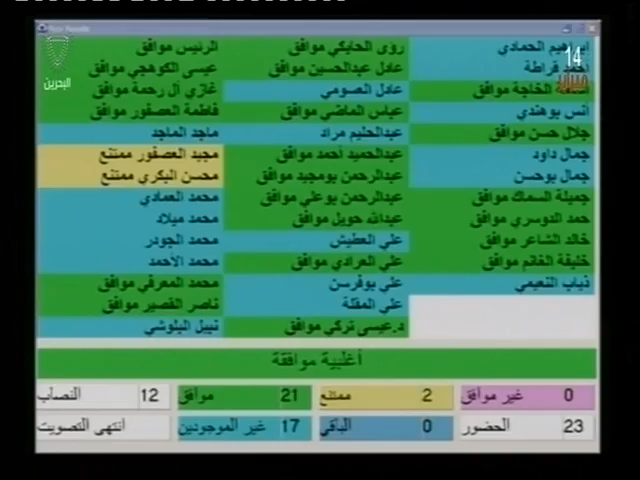 ابراهيم الحمادي
رؤى الحايكي موافق
الرئيس موافق
احمد قراطة
عادل عبدالحسين موافق
عيسى الكوهجي موافق
الخاجة موافق
عادل العسومي
غازي آل رحمة موافق
انس بوهندي
عباس الماضي موافق
فاطمة العصفور موافق
جلال حسن موافق
عبدالحليم مراد
ماجد الماجد
جمال داود
عبدالحميد أحمد موافق
مجيد العصفور ممتنع
جمال بوحسن
عبدالرحمن بومجيد موافق
محسن البكري ممتنع
جميلة السماك موافق
عبدالرحمن بوعلي موافق
محمد العمادي
حمد الدوسري موافق
عبدالله حويل موافق
محمد ميلاد
خالد الشاعر موافق
علي العطيش
محمد الجودر
خليفة الغانم موافق
علي العرادي موافق
محمد الأحمد
ذياب النعيمي
علي بوفرسن
محمد المعرفي موافق
علي المقلة
ناصر القصير موافق
د.عيسى تركي موافق
نبيل البلوشي
أغلبية موافقة
غير موافق 0
ممتنع 2
موافق 21
النصاب 12
الحضور 23
الباقي 0
غير الموجودين 17
انتهى التصويت
البحرين
14